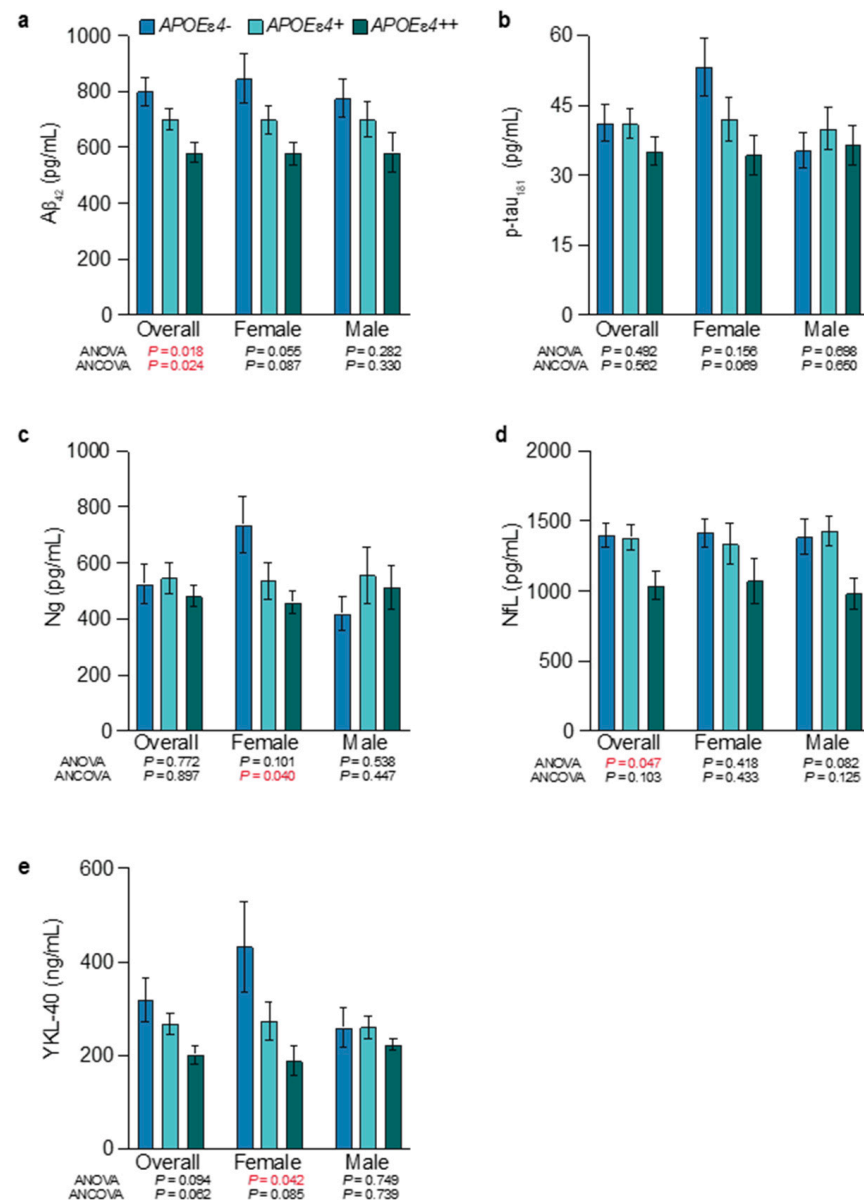 a
1000
800
600
400
200
0
Aβ42 (pg/mL)
APOEε4- APOEε4+ APOEε4++
Overall Female Male
ANOVA P = 0.018 P = 0.055 P = 0.282
ANCOVA P = 0.024 P = 0.087 P = 0.330
b
60
45
30
15
0
p-tau181 (pg/mL)
Overall Female Male
ANOVA P = 0.492 P = 0.156 P = 0.698
ANCOVA P = 0.562 P = 0.069 P = 0.650
c
1000
800
600
400
200
0
Ng (pg/mL)
Overall Female Male
ANOVA P = 0.772 P = 0.101 P = 0.538
ANCOVA P = 0.897 P = 0.040 P = 0.447
d
2000
1500
1000
500
0
NfL (pg/mL)
Overall Female Male
ANOVA P = 0.047 P = 0.418 P = 0.082
ANCOVA P = 0.103 P = 0.433 P = 0.125
e
600
400
200
0
YKL-40 (ng/mL)
Overall Female Male
ANOVA P = 0.094 P = 0.042 P = 0.749
ANCOVA P = 0.062 P = 0.085 P = 0.739